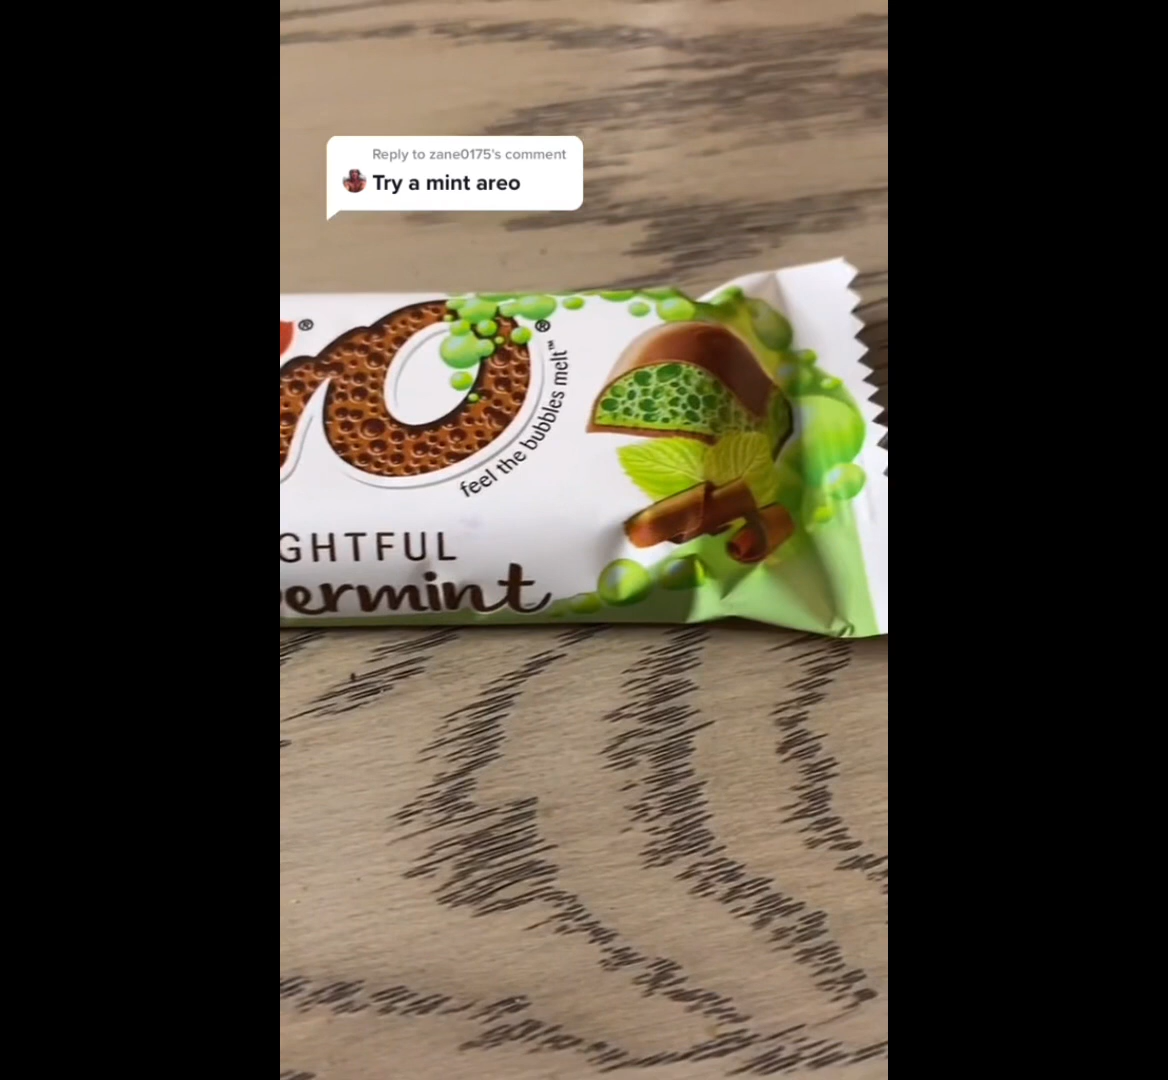 Reply to zane0175's comment
Try a mint areo
®
®
feel the bubbles melt™
GHTFUL
ermint